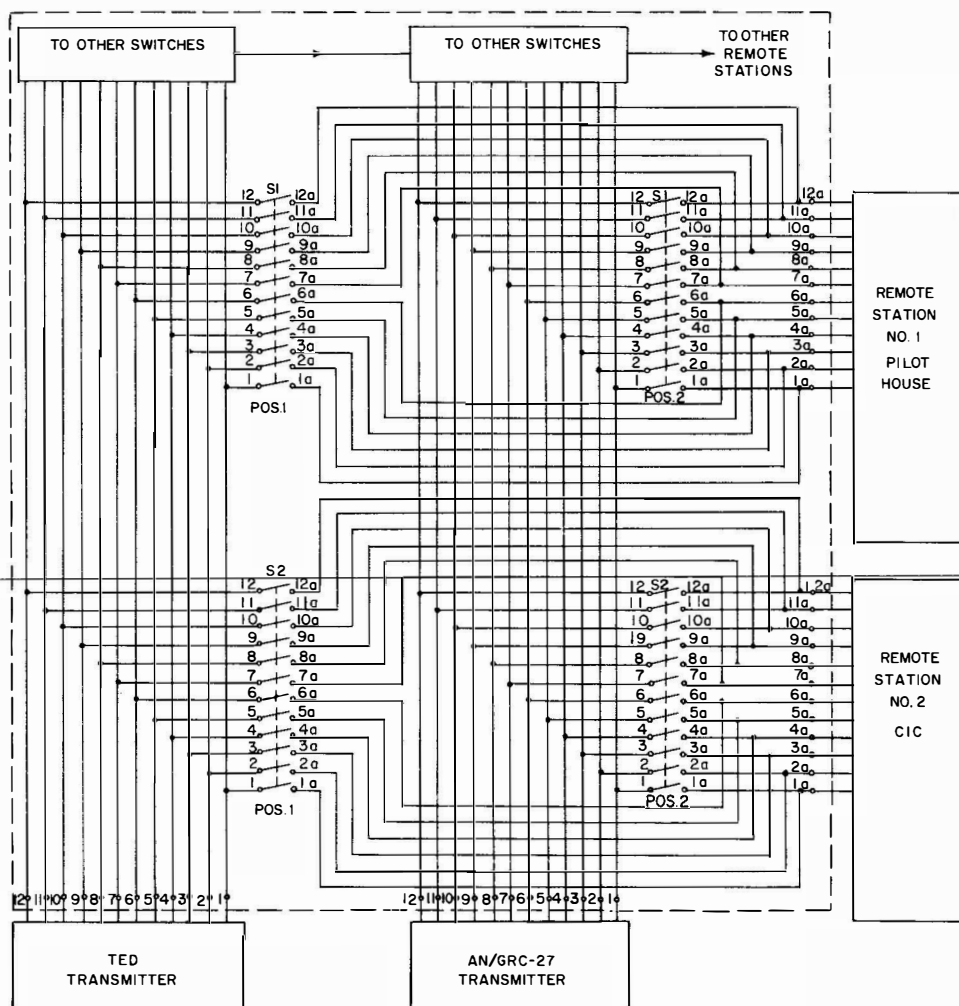 TO OTHER SWITCHES
TO OTHER SWITCHES
TO OTHER
REMOTE
STATIONS
S1
12 12a
11 11a
10 10a
9 9a
8 8a
7 7a
6 6a
5 5a
4 4a
3 3a
2 2a
1 1a
POS.1
S1
12 12a
11 11a
10 10a
9 9a
8 8a
7 7a
6 6a
5 5a
4 4a
3 3a
2 2a
1 1a
POS.2
12a
11a
10a
9a
8a
7a
6a
5a
4a
3a
2a
1a
REMOTE
STATION
NO. 1
PILOT
HOUSE
S2
12 12a
11 11a
10 10a
9 9a
8 8a
7 7a
6 6a
5 5a
4 4a
3 3a
2 2a
1 1a
POS. 1
S2
12 12a
11 11a
10 10a
19 9a
8 8a
7 7a
6 6a
5 5a
4 4a
3 3a
2 2a
1 1a
POS.2
12a
11a
10a
9a
8a
7a
6a
5a
4a
3a
2a
1a
REMOTE
STATION
NO. 2
CIC
12 11 10 9 8 7 6 5 4 3 2 1
12 11 10 9 8 7 6 5 4 3 2 1
TED
TRANSMITTER
AN/GRC-27
TRANSMITTER